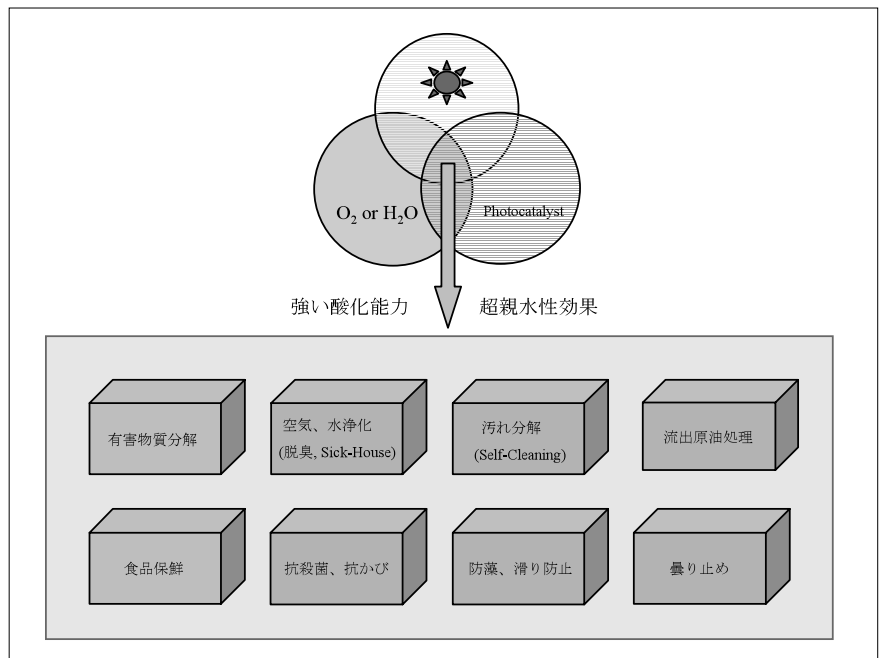 O₂ or H₂O
Photocatalyst
強い酸化能力
超親水性効果
有害物質分解
空気、水浄化
(脱臭, Sick-House)
汚れ分解
(Self-Cleaning)
流出原油処理
食品保鮮
抗殺菌、抗かび
防藻、滑り防止
曇り止め